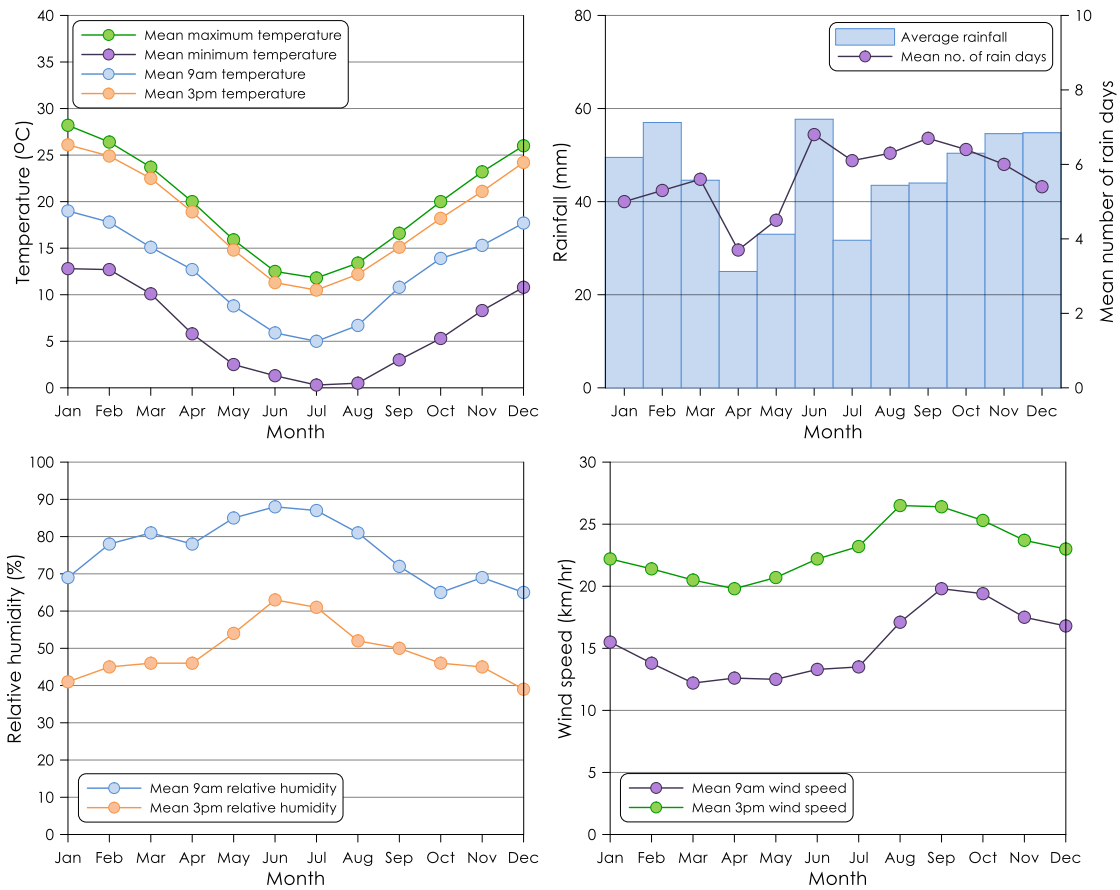 40
35
30
25
20
15
10
5
0
Temperature (°C)
Mean maximum temperature
Mean minimum temperature
Mean 9am temperature
Mean 3pm temperature
Jan Feb Mar Apr May Jun Jul Aug Sep Oct Nov Dec
Month
80
60
40
20
0
Rainfall (mm)
Average rainfall
Mean no. of rain days
10
8
6
4
2
0
Mean number of rain days
Jan Feb Mar Apr May Jun Jul Aug Sep Oct Nov Dec
Month
100
90
80
70
60
50
40
30
20
10
0
Relative humidity (%)
Mean 9am relative humidity
Mean 3pm relative humidity
Jan Feb Mar Apr May Jun Jul Aug Sep Oct Nov Dec
Month
30
25
20
15
10
5
0
Wind speed (km/hr)
Mean 9am wind speed
Mean 3pm wind speed
Jan Feb Mar Apr May Jun Jul Aug Sep Oct Nov Dec
Month